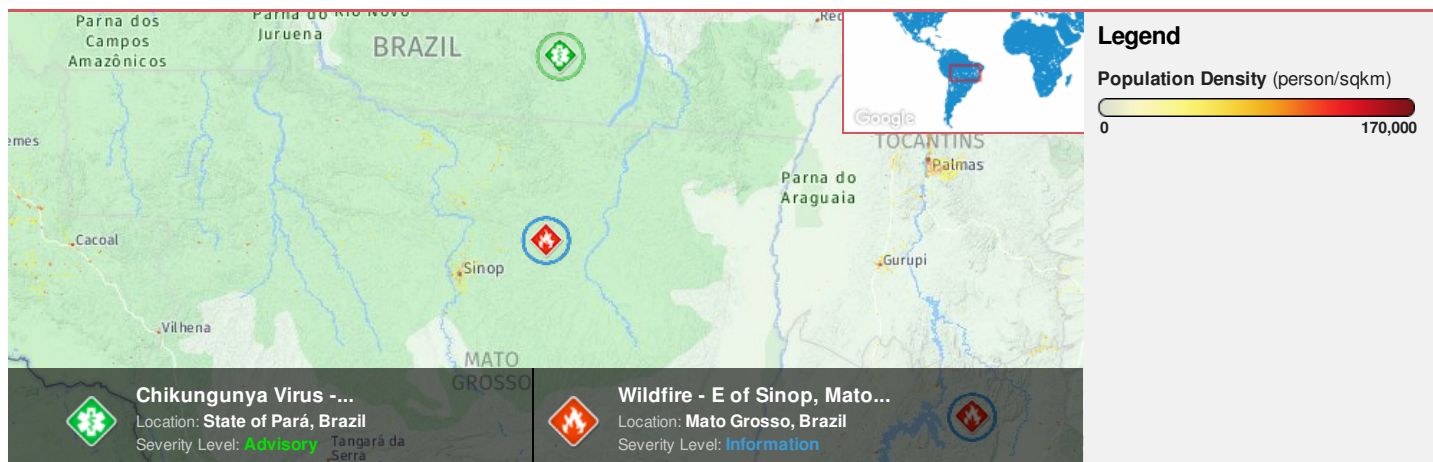 Parna dos
Campos
Amazônicos
Parna do Rio Novo
Juruena
BRAZIL
Google
Legend
Population Density (person/sqkm)
0
170,000
TOCANTINS
Palmas
Parna do
Araguaia
Cacoal
Sinop
Gurupi
Vilhena
MATO
GROSSO
Chikungunya Virus -...
Location: State of Pará, Brazil
Severity Level: Advisory
Tangará da
Serra
Wildfire - E of Sinop, Mato...
Location: Mato Grosso, Brazil
Severity Level: Information